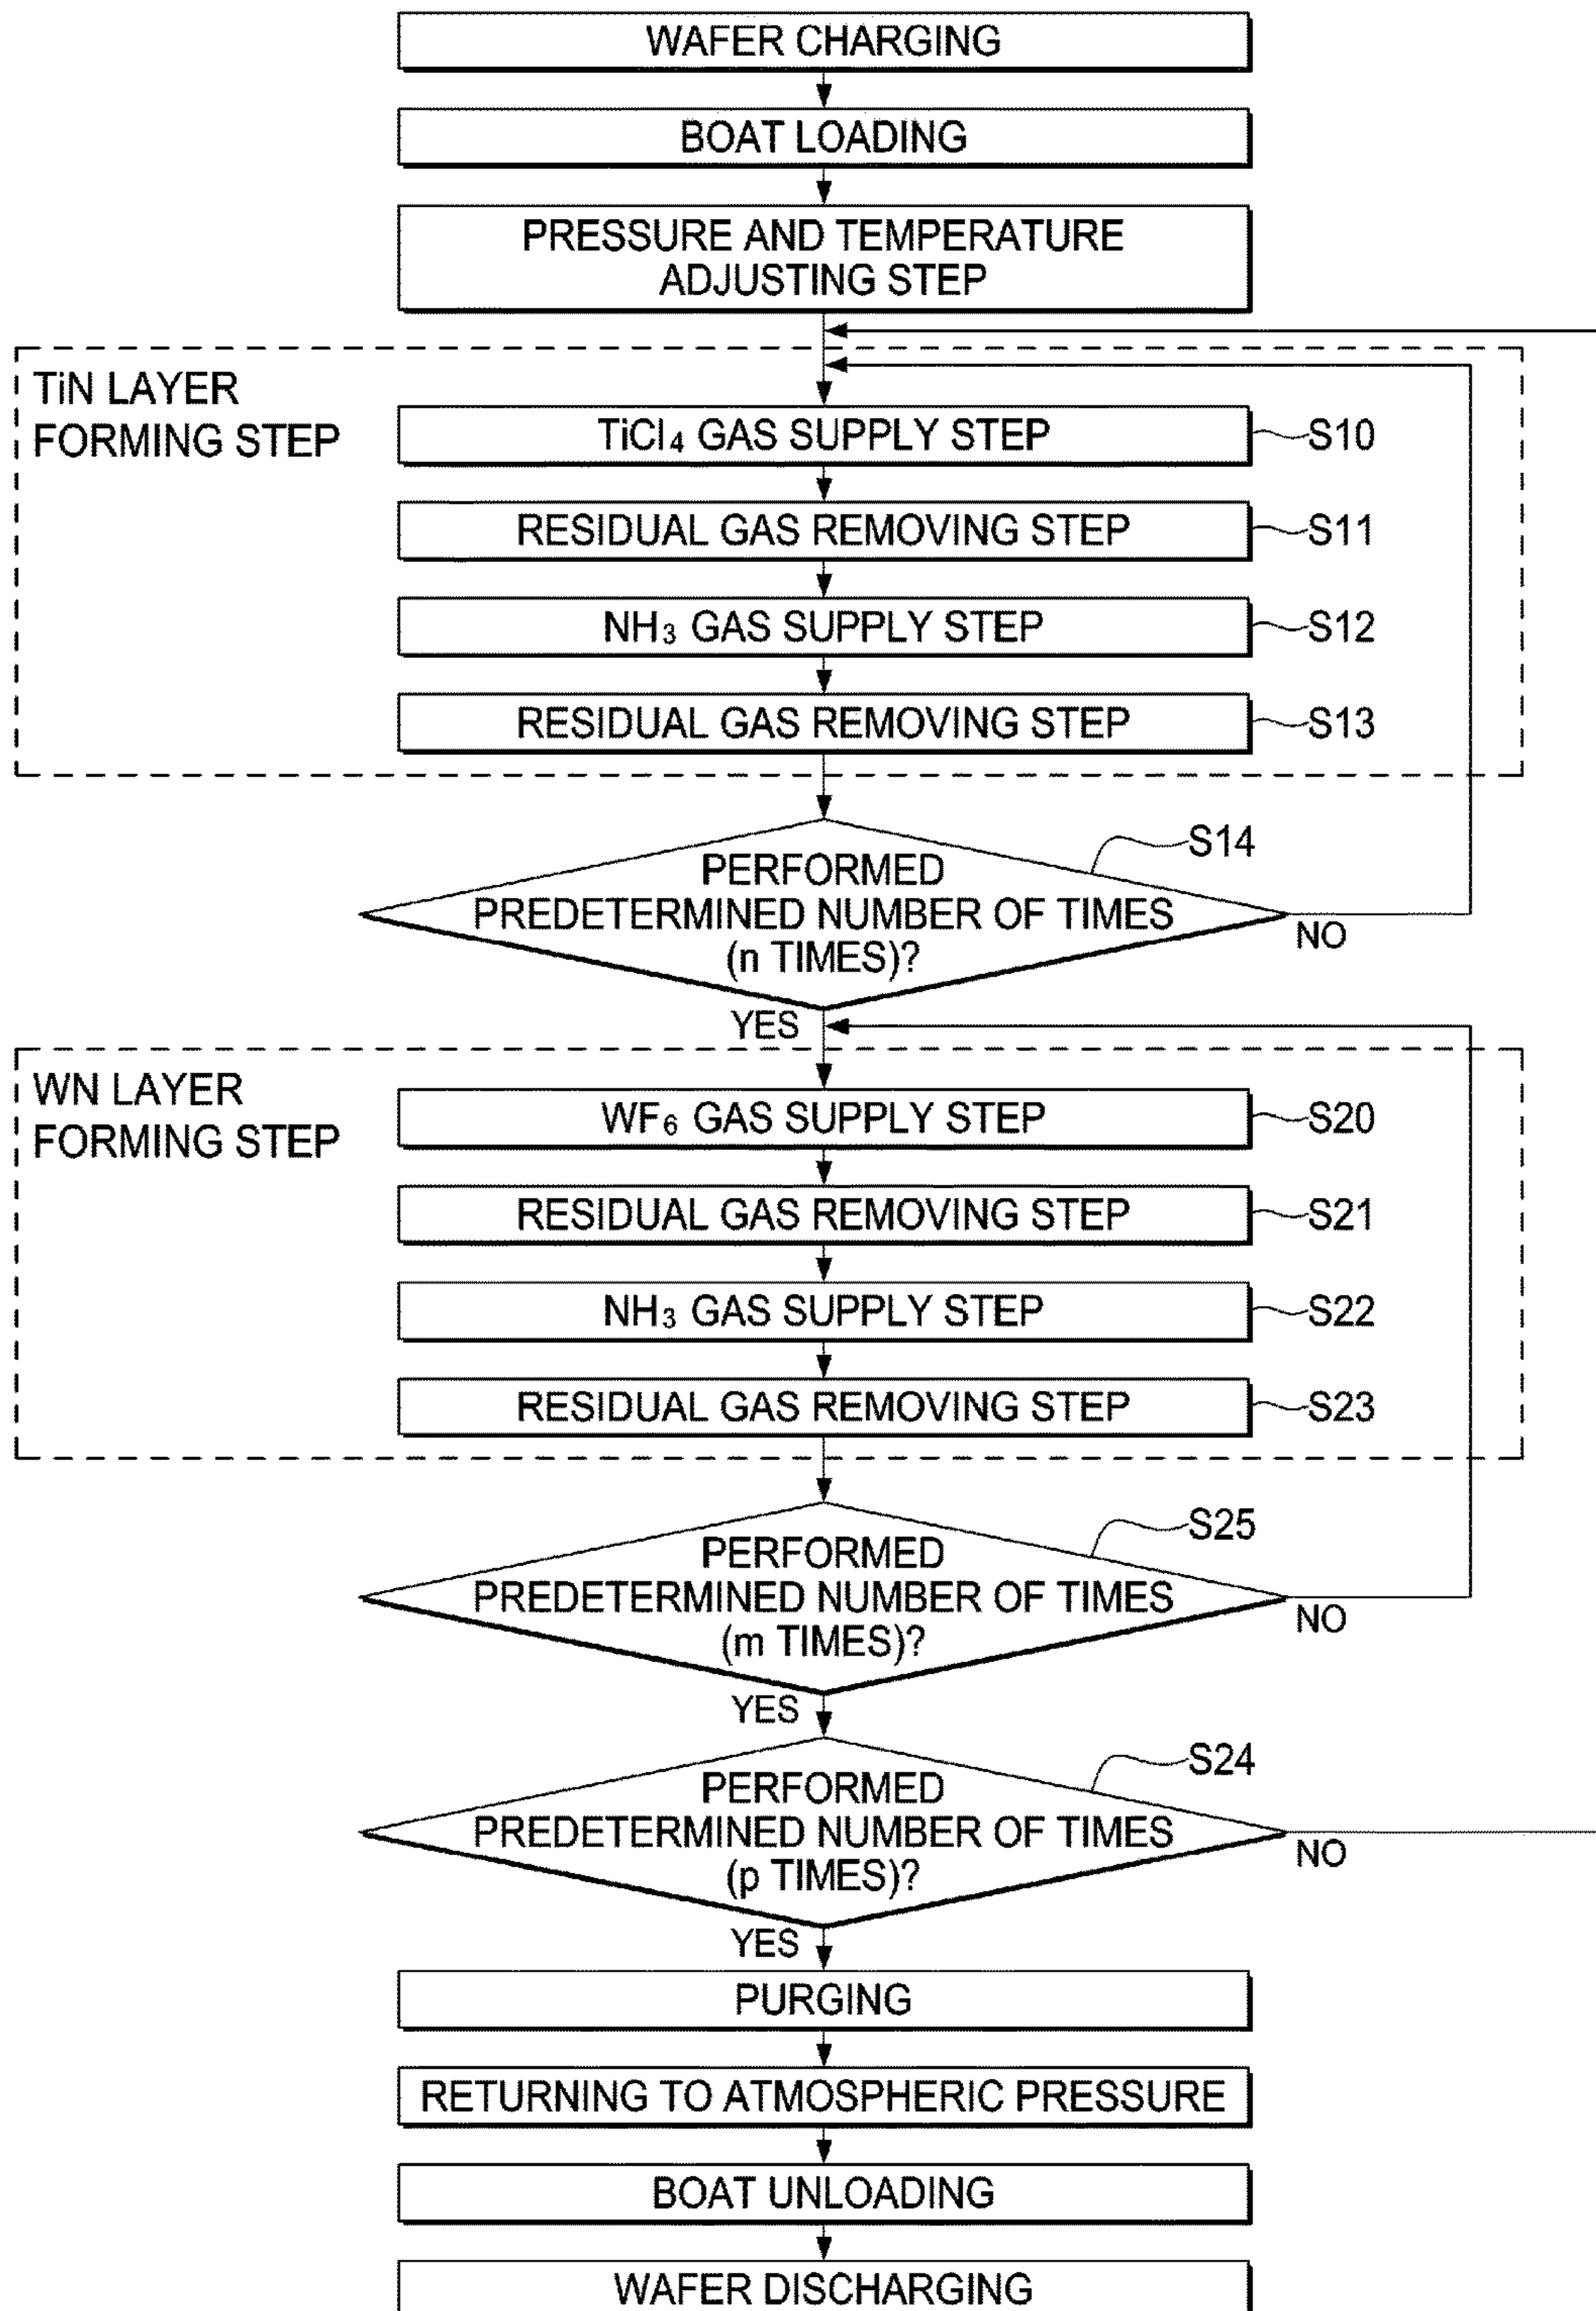 WAFER CHARGING
BOAT LOADING
PRESSURE AND TEMPERATURE
ADJUSTING STEP
TiN LAYER
FORMING STEP
TiCl₄ GAS SUPPLY STEP
S10
RESIDUAL GAS REMOVING STEP
S11
NH₃ GAS SUPPLY STEP
S12
RESIDUAL GAS REMOVING STEP
S13
S14
PERFORMED
PREDETERMINED NUMBER OF TIMES
(n TIMES)?
NO
YES
WN LAYER
FORMING STEP
WF₆ GAS SUPPLY STEP
S20
RESIDUAL GAS REMOVING STEP
S21
NH₃ GAS SUPPLY STEP
S22
RESIDUAL GAS REMOVING STEP
S23
S25
PERFORMED
PREDETERMINED NUMBER OF TIMES
(m TIMES)?
NO
YES
S24
PERFORMED
PREDETERMINED NUMBER OF TIMES
(p TIMES)?
NO
YES
PURGING
RETURNING TO ATMOSPHERIC PRESSURE
BOAT UNLOADING
WAFER DISCHARGING